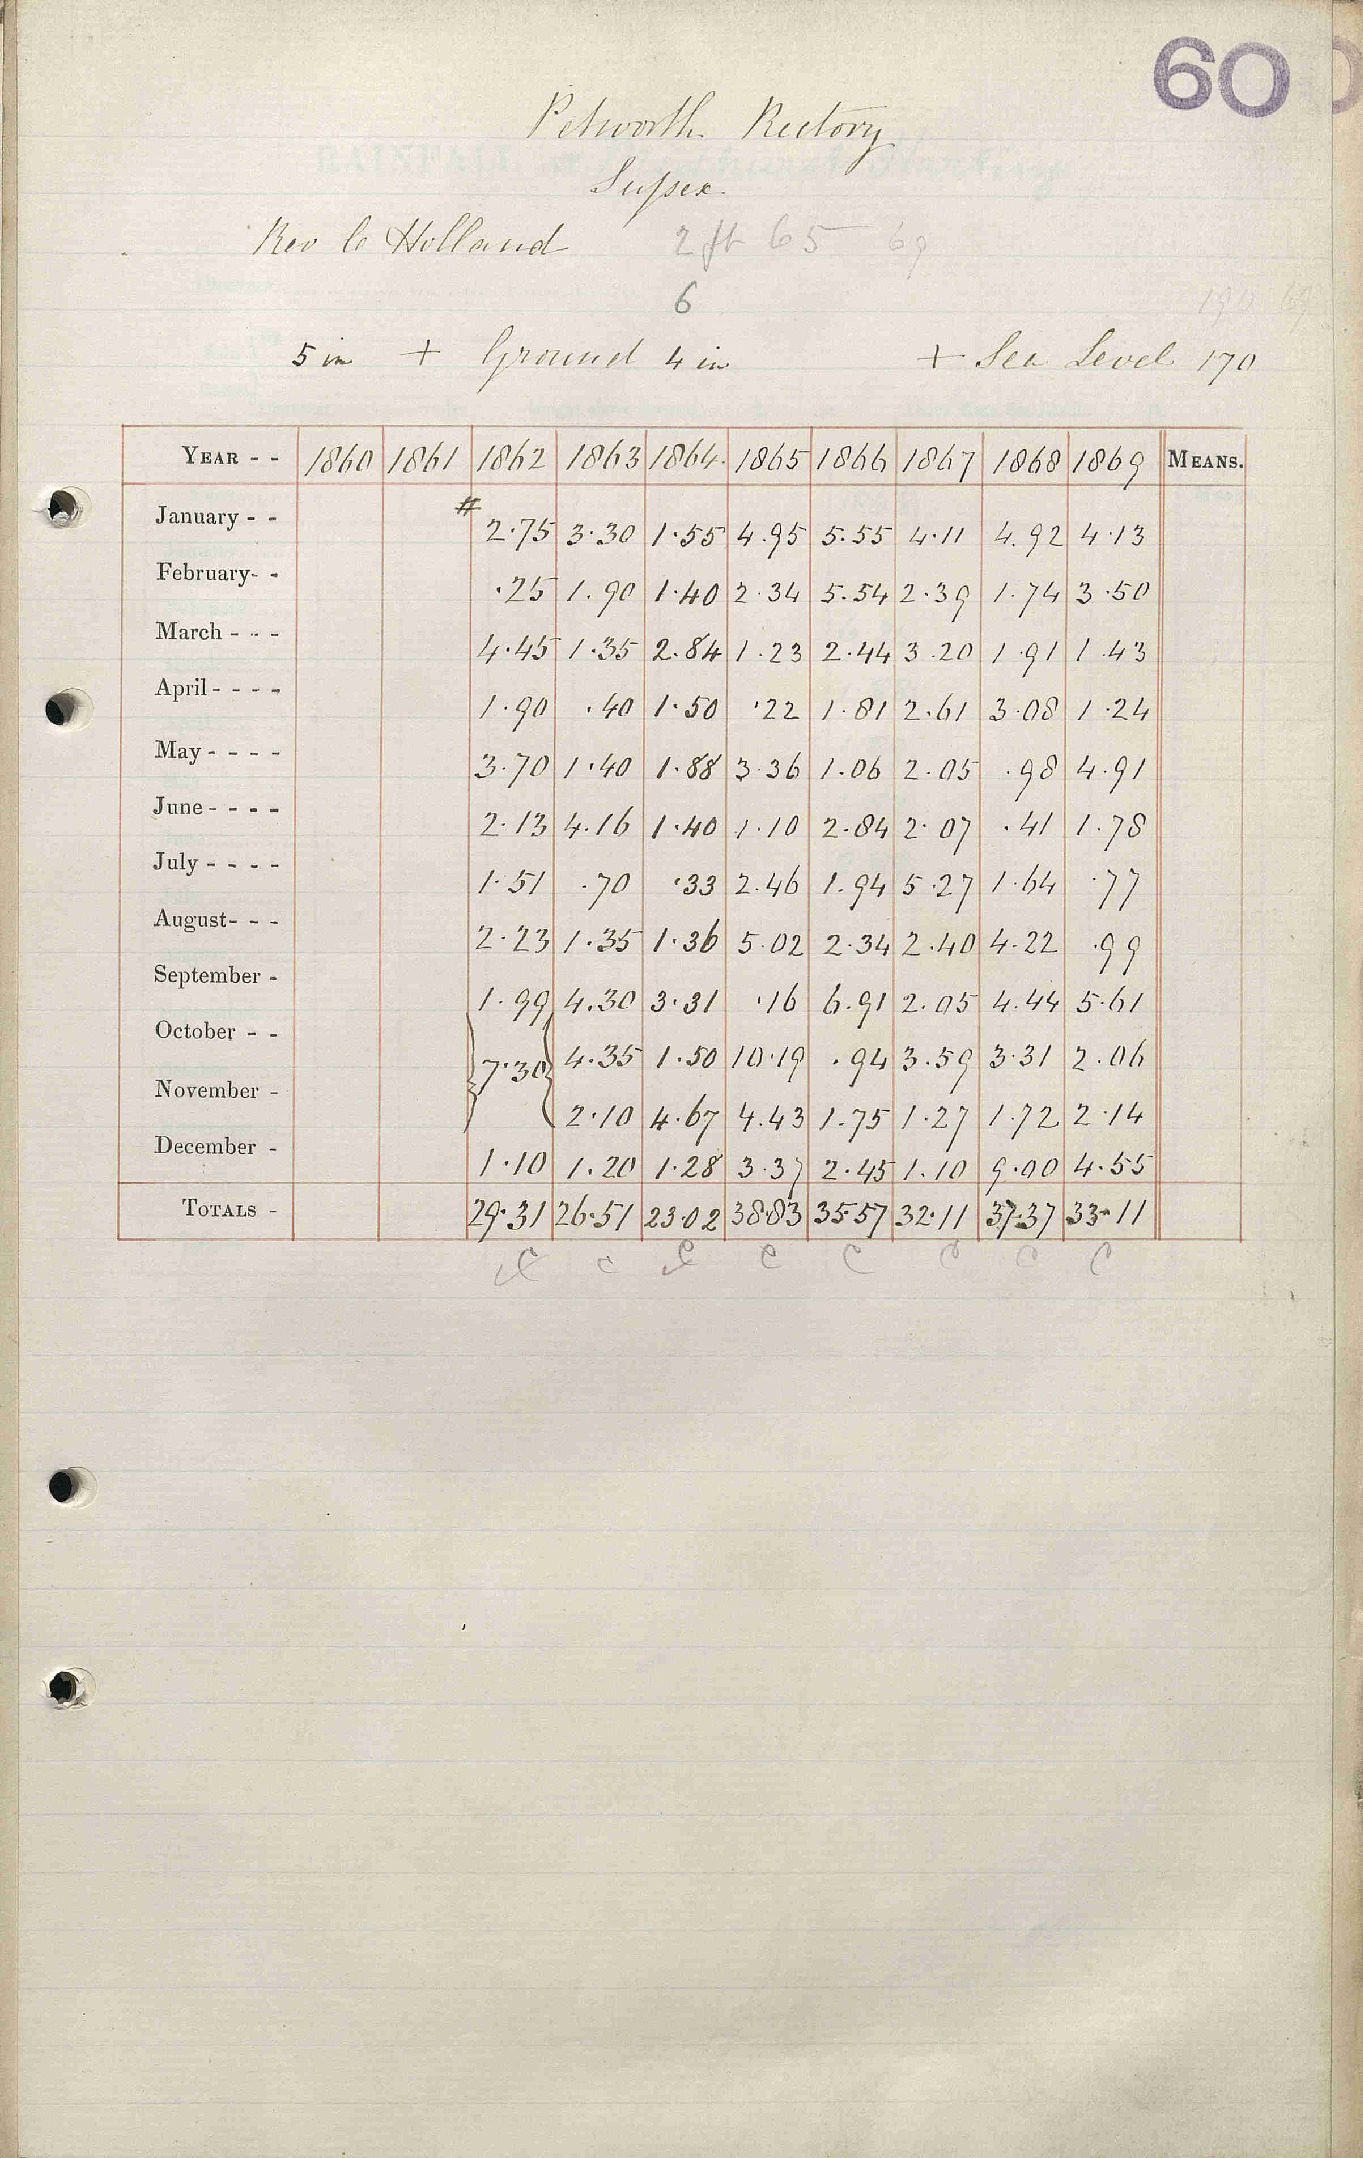 60
Petworth Rectory
Sussex
Rev C Holland 2 ft 65 69
6
190 69
5 in + Ground 4 in + Sea Level 170
YEAR - - 1860 1861 1862 1863 1864. 1865 1866 1867 1868 1869 MEANS.
January - - # 2.75 3.30 1.55 4.95 5.55 4.11 4.92 4.13
February- - .25 1.90 1.40 2.34 5.54 2.39 1.74 3.50
March - - - 4.45 1.35 2.84 1.23 2.44 3.20 1.91 1.43
April - - - - 1.90 .40 1.50 .22 1.81 2.61 3.08 1.24
May - - - - 3.70 1.40 1.88 3.36 1.06 2.05 .98 4.91
June - - - - 2.13 4.16 1.40 1.10 2.84 2.07 .41 1.78
July - - - - 1.51 .70 .33 2.46 1.94 5.27 1.64 .77
August- - - 2.23 1.35 1.36 5.02 2.34 2.40 4.22 .99
September - 1.99 4.30 3.31 .16 6.91 2.05 4.44 5.61
October - - } 7.30 { 4.35 1.50 10.19 .94 3.59 3.31 2.06
November - 2.10 4.67 4.43 1.75 1.27 1.72 2.14
December - 1.10 1.20 1.28 3.37 2.45 1.10 9.00 4.55
TOTALS - 29.31 26.51 23.02 38.83 35.57 32.11 37.37 33.11
c c c c c c c c